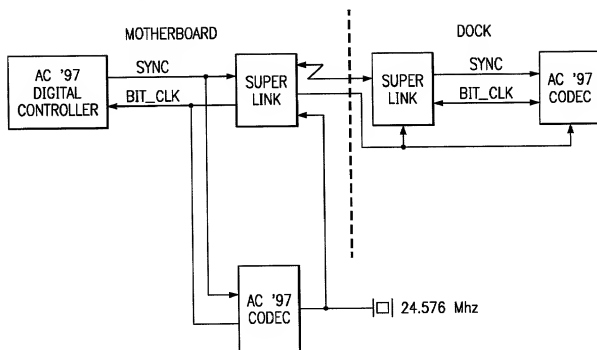 MOTHERBOARD
DOCK
AC '97
DIGITAL
CONTROLLER
SYNC
BIT_CLK
SUPER
LINK
SUPER
LINK
SYNC
BIT_CLK
AC '97
CODEC
AC '97
CODEC
24.576 Mhz